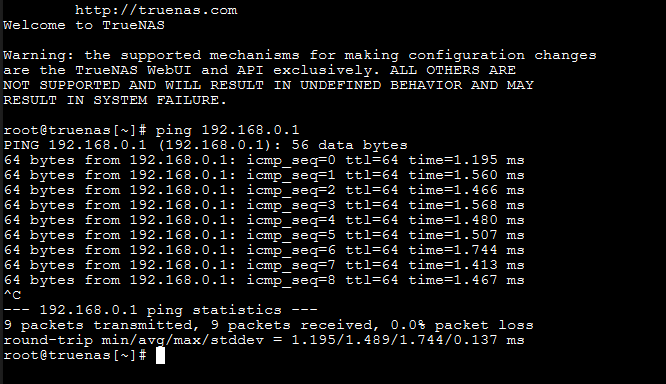 http://truenas.com
Welcome to TrueNAS
Warning: the supported mechanisms for making configuration changes
are the TrueNAS WebUI and API exclusively. ALL OTHERS ARE
NOT SUPPORTED AND WILL RESULT IN UNDEFINED BEHAVIOR AND MAY
RESULT IN SYSTEM FAILURE.
root@truenas[~]# ping 192.168.0.1
PING 192.168.0.1 (192.168.0.1): 56 data bytes
64 bytes from 192.168.0.1: icmp_seq=0 ttl=64 time=1.195 ms
64 bytes from 192.168.0.1: icmp_seq=1 ttl=64 time=1.560 ms
64 bytes from 192.168.0.1: icmp_seq=2 ttl=64 time=1.466 ms
64 bytes from 192.168.0.1: icmp_seq=3 ttl=64 time=1.568 ms
64 bytes from 192.168.0.1: icmp_seq=4 ttl=64 time=1.480 ms
64 bytes from 192.168.0.1: icmp_seq=5 ttl=64 time=1.507 ms
64 bytes from 192.168.0.1: icmp_seq=6 ttl=64 time=1.744 ms
64 bytes from 192.168.0.1: icmp_seq=7 ttl=64 time=1.413 ms
64 bytes from 192.168.0.1: icmp_seq=8 ttl=64 time=1.467 ms
^C
--- 192.168.0.1 ping statistics ---
9 packets transmitted, 9 packets received, 0.0% packet loss
round-trip min/avg/max/stddev = 1.195/1.489/1.744/0.137 ms
root@truenas[~]#